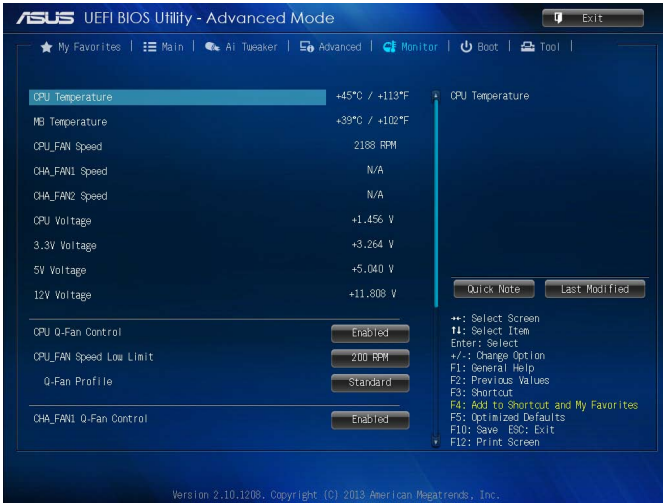 ASUS UEFI BIOS Utility - Advanced Mode
Exit
My Favorites | Main | Ai Tweaker | Advanced | Monitor | Boot | Tool |
CPU Temperature +45°C / +113°F
MB Temperature +39°C / +102°F
CPU_FAN Speed 2188 RPM
CHA_FAN1 Speed N/A
CHA_FAN2 Speed N/A
CPU Voltage +1.456 V
3.3V Voltage +3.264 V
5V Voltage +5.040 V
12V Voltage +11.808 V
CPU Q-Fan Control Enabled
CPU_FAN Speed Low Limit 200 RPM
Q-Fan Profile Standard
CHA_FAN1 Q-Fan Control Enabled
CPU Temperature
Quick Note
Last Modified
→←: Select Screen
↑↓: Select Item
Enter: Select
+/-: Change Option
F1: General Help
F2: Previous Values
F3: Shortcut
F4: Add to Shortcut and My Favorites
F5: Optimized Defaults
F10: Save ESC: Exit
F12: Print Screen
Version 2.10.1208. Copyright (C) 2013 American Megatrends, Inc.